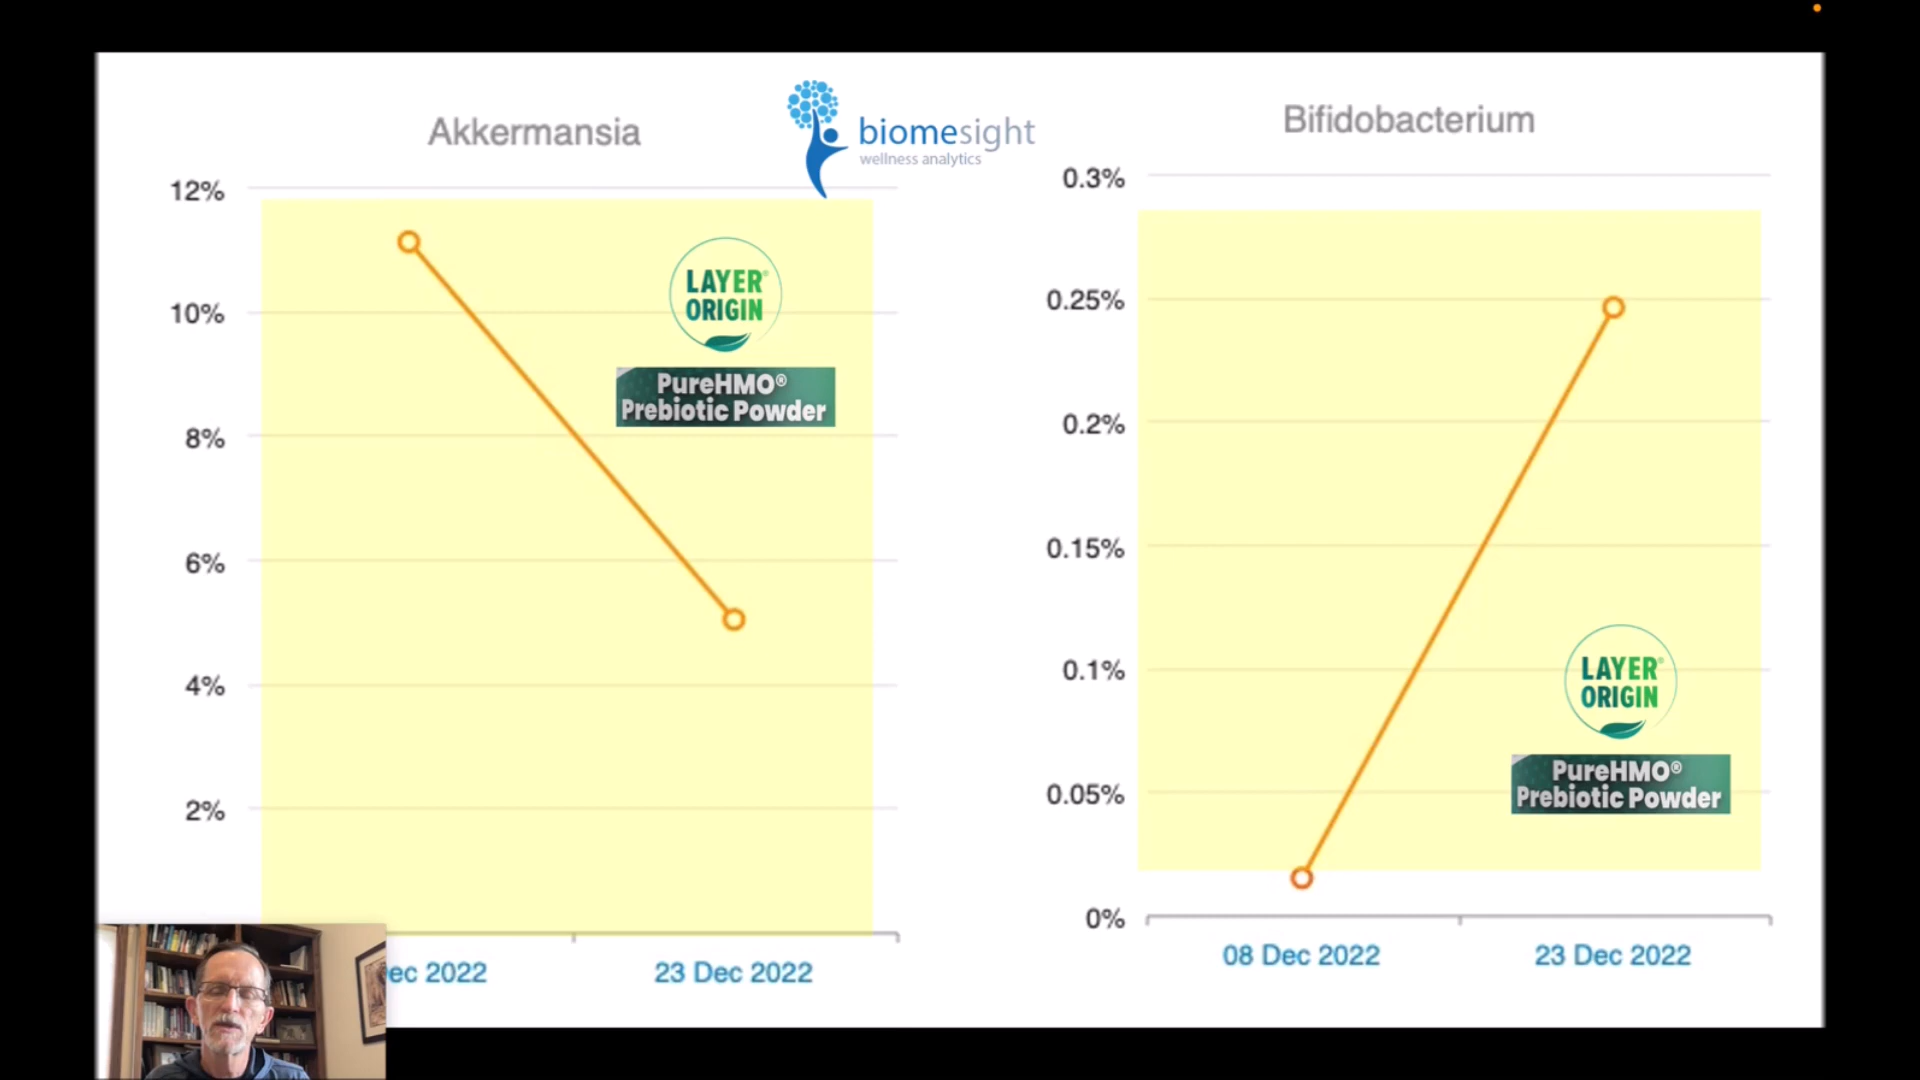 Akkermansia
biomesight
wellness analytics
Bifidobacterium
12%
10%
8%
6%
4%
2%
LAYER®
ORIGIN
PureHMO®
Prebiotic Powder
ec 2022
23 Dec 2022
0.3%
0.25%
0.2%
0.15%
0.1%
0.05%
0%
LAYER®
ORIGIN
PureHMO®
Prebiotic Powder
08 Dec 2022
23 Dec 2022